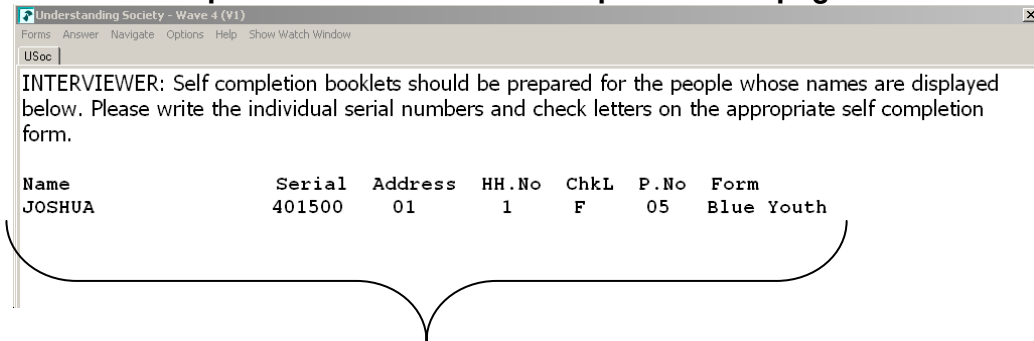 Understanding Society - Wave 4 (V1)
Forms Answer Navigate Options Help Show Watch Window
USoc
INTERVIEWER: Self completion booklets should be prepared for the people whose names are displayed
below. Please write the individual serial numbers and check letters on the appropriate self completion
form.
Name Serial Address HH.No ChkL P.No Form
JOSHUA 401500 01 1 F 05 Blue Youth